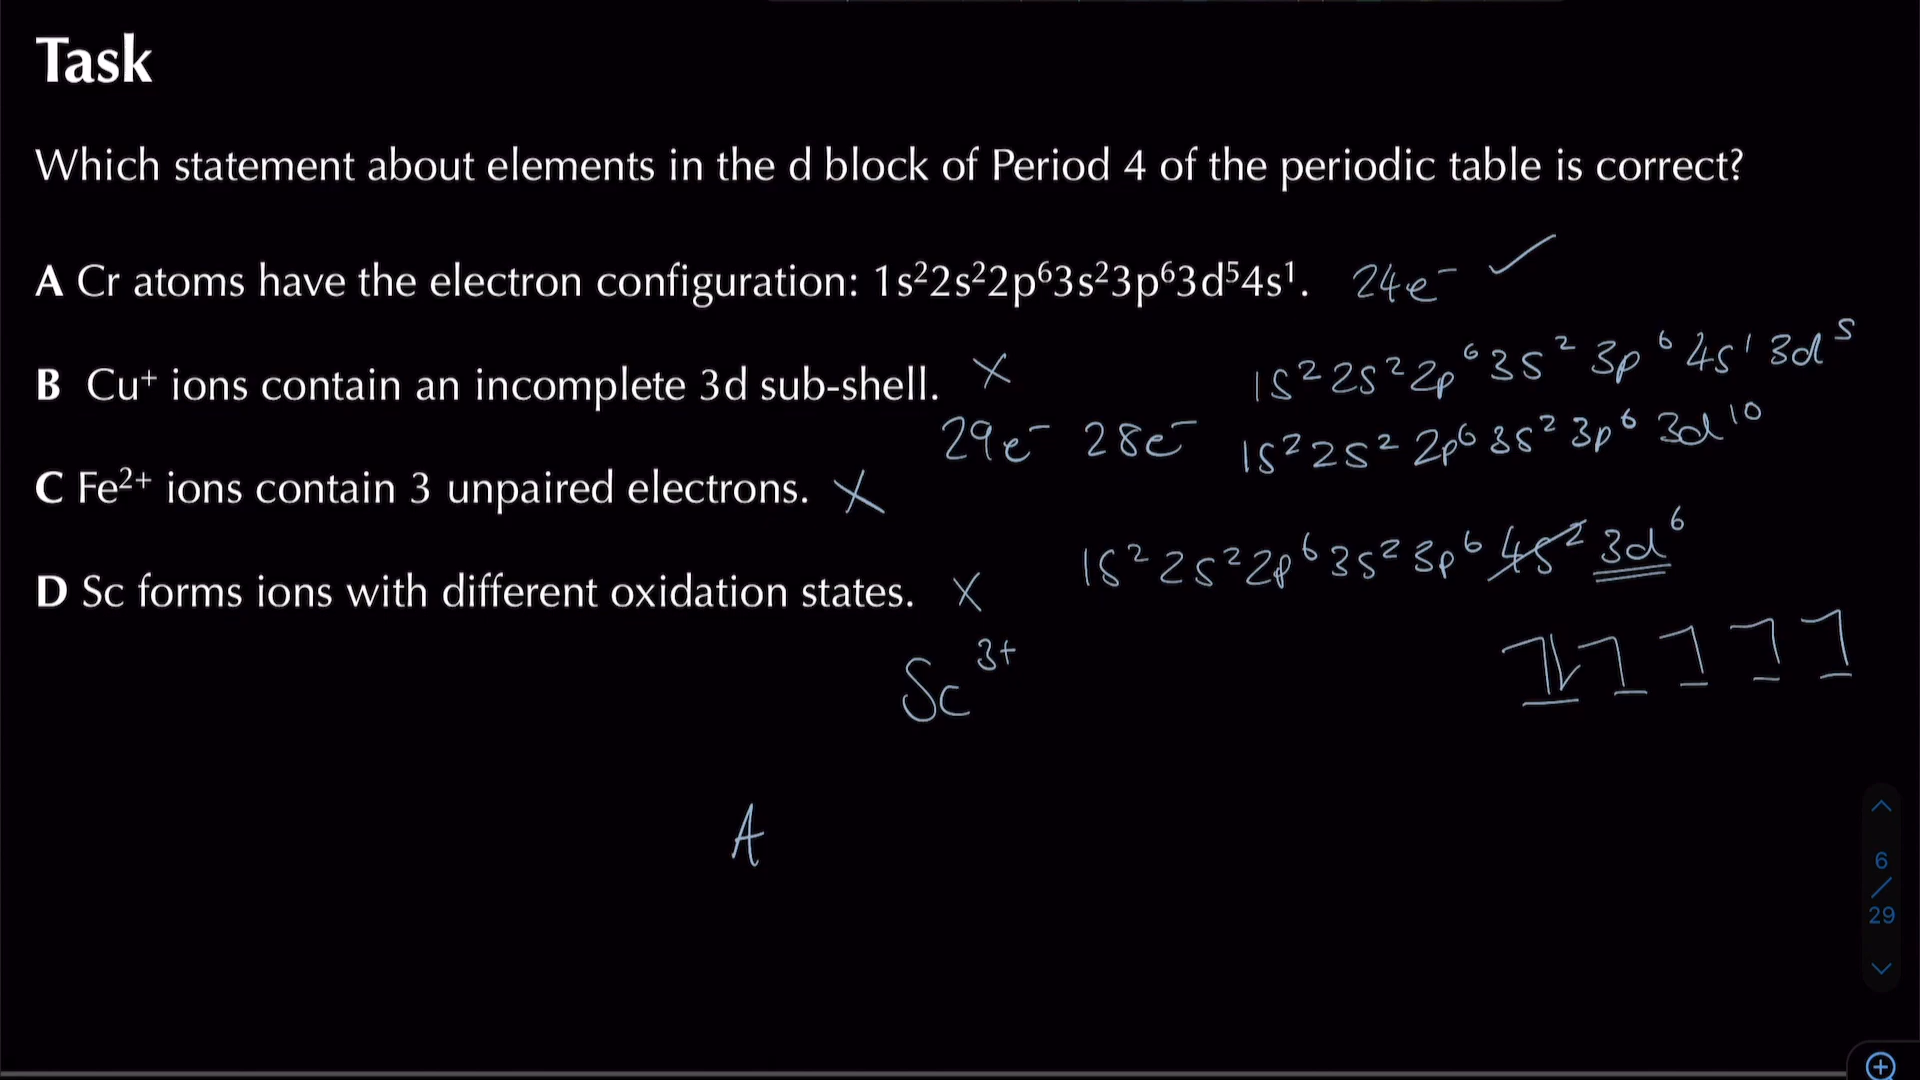 Task
Which statement about elements in the d block of Period 4 of the periodic table is correct?
A Cr atoms have the electron configuration: 1s²2s²2p⁶3s²3p⁶3d⁵4s¹. 24e⁻ ✓
1s²2s²2p⁶3s²3p⁶4s¹3d⁵
B Cu⁺ ions contain an incomplete 3d sub-shell. X
29e⁻ 28e⁻ 1s²2s²2p⁶3s²3p⁶3d¹⁰
C Fe²⁺ ions contain 3 unpaired electrons. X
1s²2s²2p⁶3s²3p⁶4s²3d⁶
D Sc forms ions with different oxidation states. X
Sc³⁺
A
6
/
29